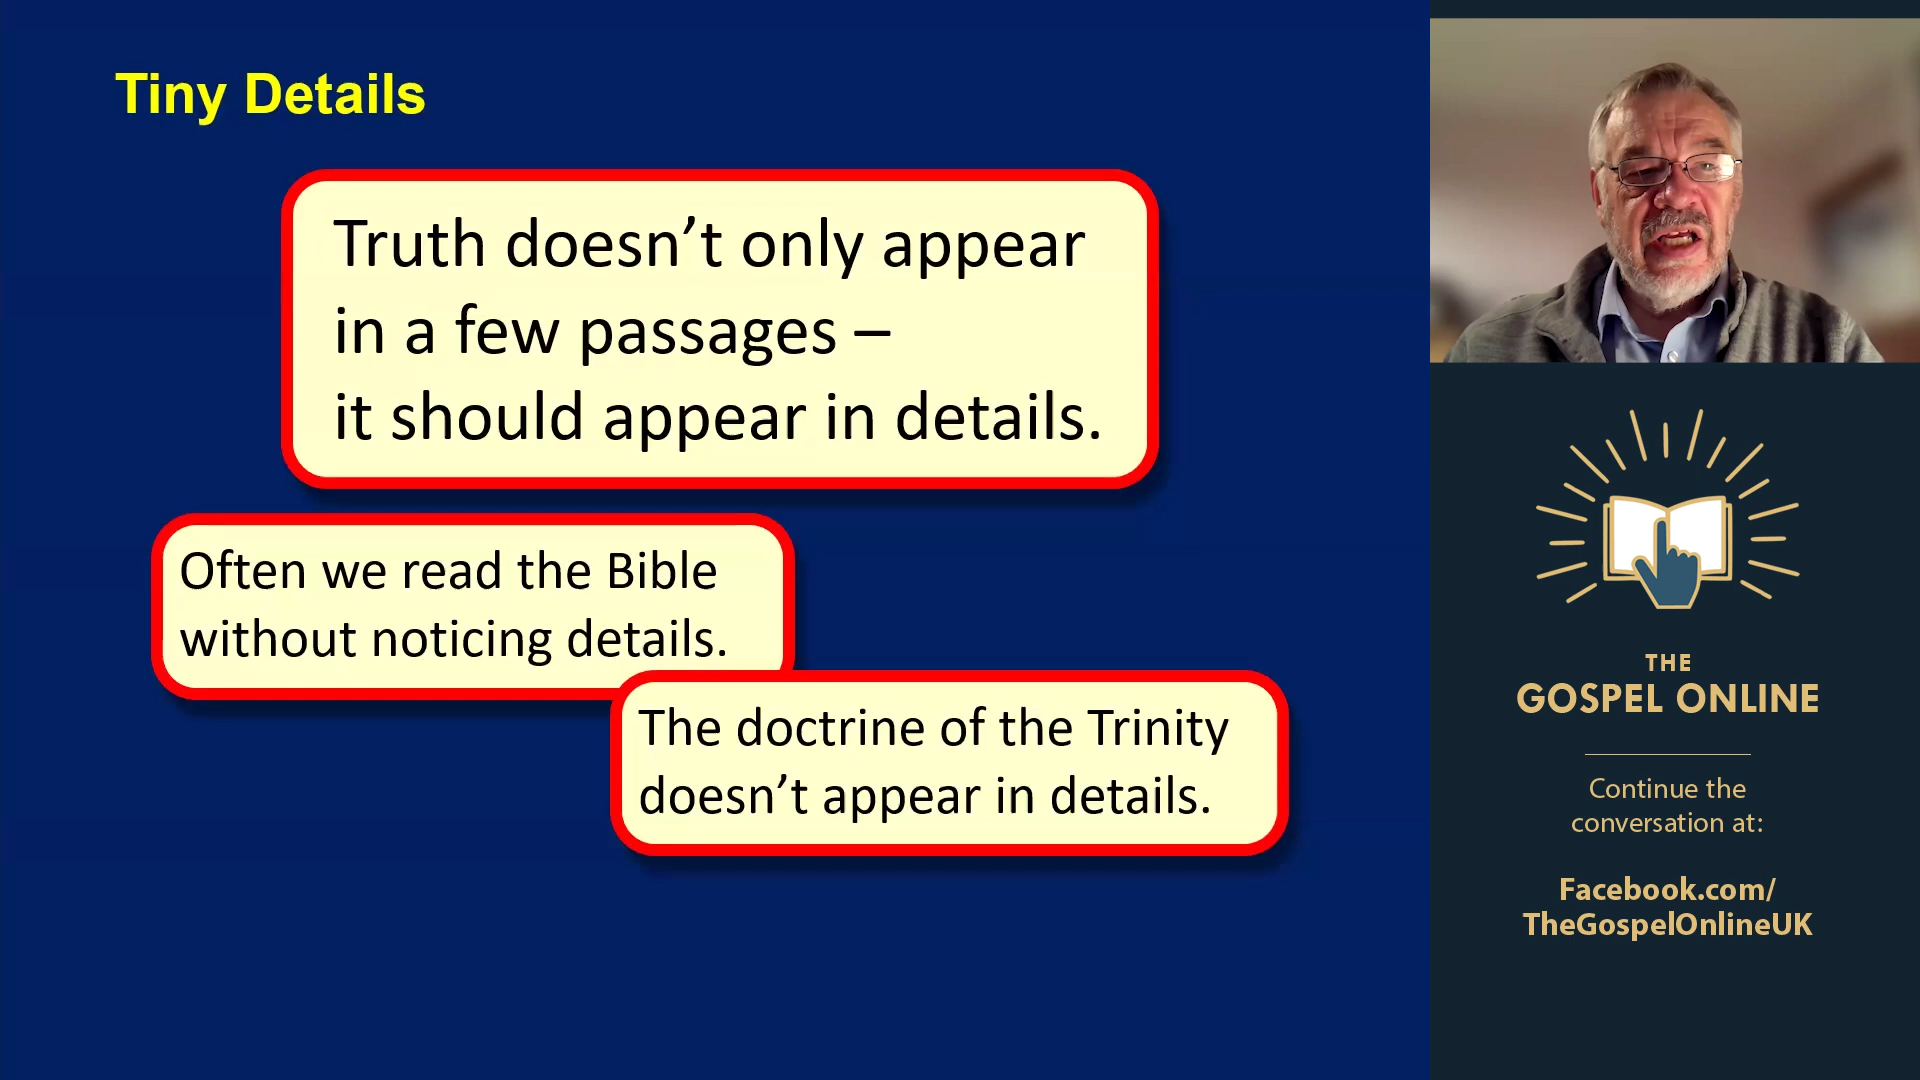 Tiny Details
Truth doesn’t only appear
in a few passages –
it should appear in details.
Often we read the Bible
without noticing details.
The doctrine of the Trinity
doesn’t appear in details.
THE
GOSPEL ONLINE
Continue the
conversation at:
Facebook.com/
TheGospelOnlineUK